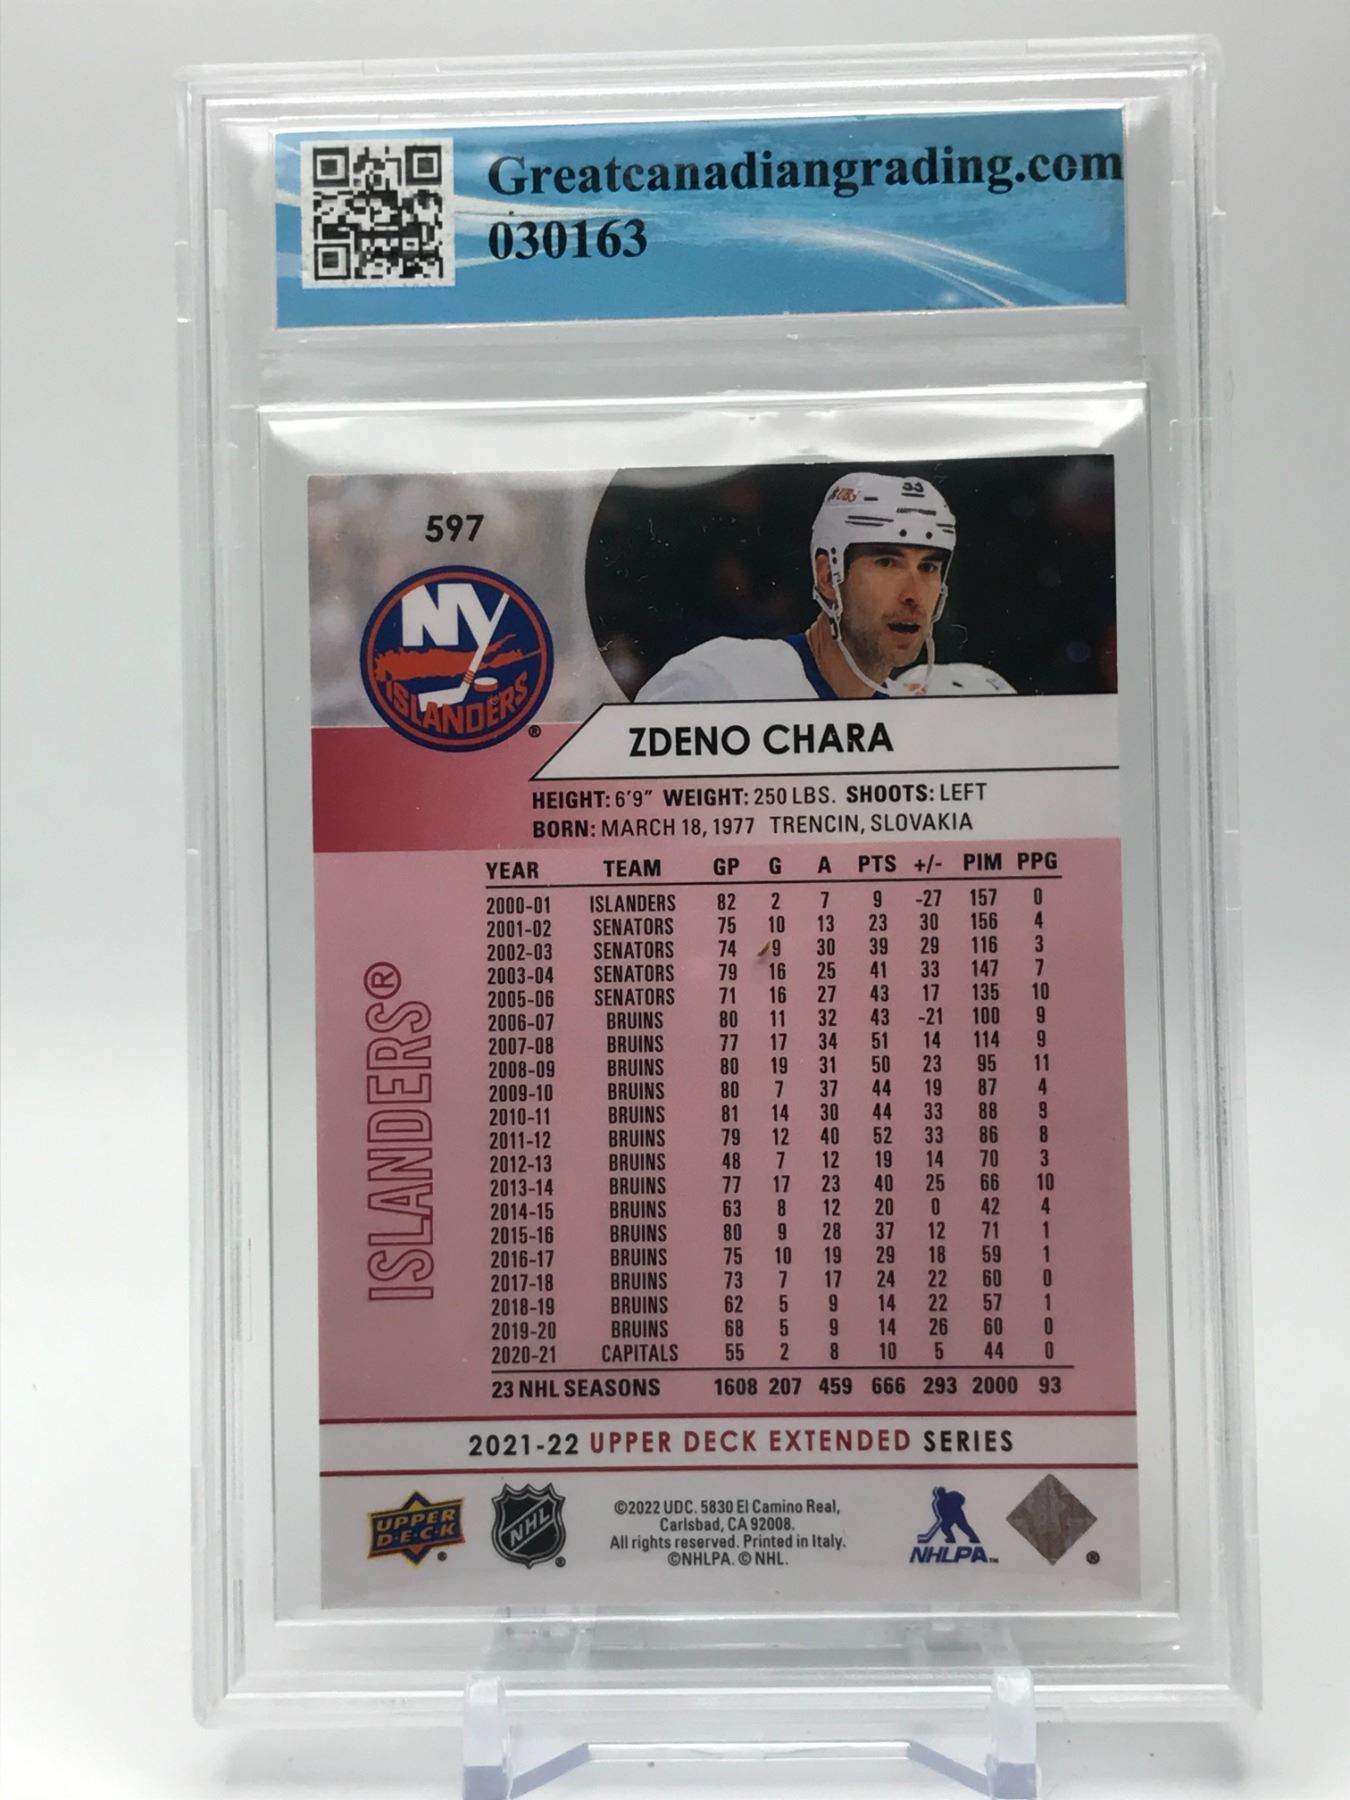 Greatcanadiangrading.com
030163
597
33
NY
ISLANDERS®
ZDENO CHARA
HEIGHT: 6'9" WEIGHT: 250 LBS. SHOOTS: LEFT
BORN: MARCH 18, 1977 TRENCIN, SLOVAKIA
ISLANDERS®
YEAR TEAM GP G A PTS +/- PIM PPG
2000-01 ISLANDERS 82 2 7 9 -27 157 0
2001-02 SENATORS 75 10 13 23 30 156 4
2002-03 SENATORS 74 9 30 39 29 116 3
2003-04 SENATORS 79 16 25 41 33 147 7
2005-06 SENATORS 71 16 27 43 17 135 10
2006-07 BRUINS 80 11 32 43 -21 100 9
2007-08 BRUINS 77 17 34 51 14 114 9
2008-09 BRUINS 80 19 31 50 23 95 11
2009-10 BRUINS 80 7 37 44 19 87 4
2010-11 BRUINS 81 14 30 44 33 88 9
2011-12 BRUINS 79 12 40 52 33 86 8
2012-13 BRUINS 48 7 12 19 14 70 3
2013-14 BRUINS 77 17 23 40 25 66 10
2014-15 BRUINS 63 8 12 20 0 42 4
2015-16 BRUINS 80 9 28 37 12 71 1
2016-17 BRUINS 75 10 19 29 18 59 1
2017-18 BRUINS 73 7 17 24 22 60 0
2018-19 BRUINS 62 5 9 14 22 57 1
2019-20 BRUINS 68 5 9 14 26 60 0
2020-21 CAPITALS 55 2 8 10 5 44 0
23 NHL SEASONS 1608 207 459 666 293 2000 93
2021-22 UPPER DECK EXTENDED SERIES
UPPER
D·E·C·K
®
NHL
®
©2022 UDC. 5830 El Camino Real,
Carlsbad, CA 92008.
All rights reserved. Printed in Italy.
©NHLPA. © NHL.
NHLPA™
®